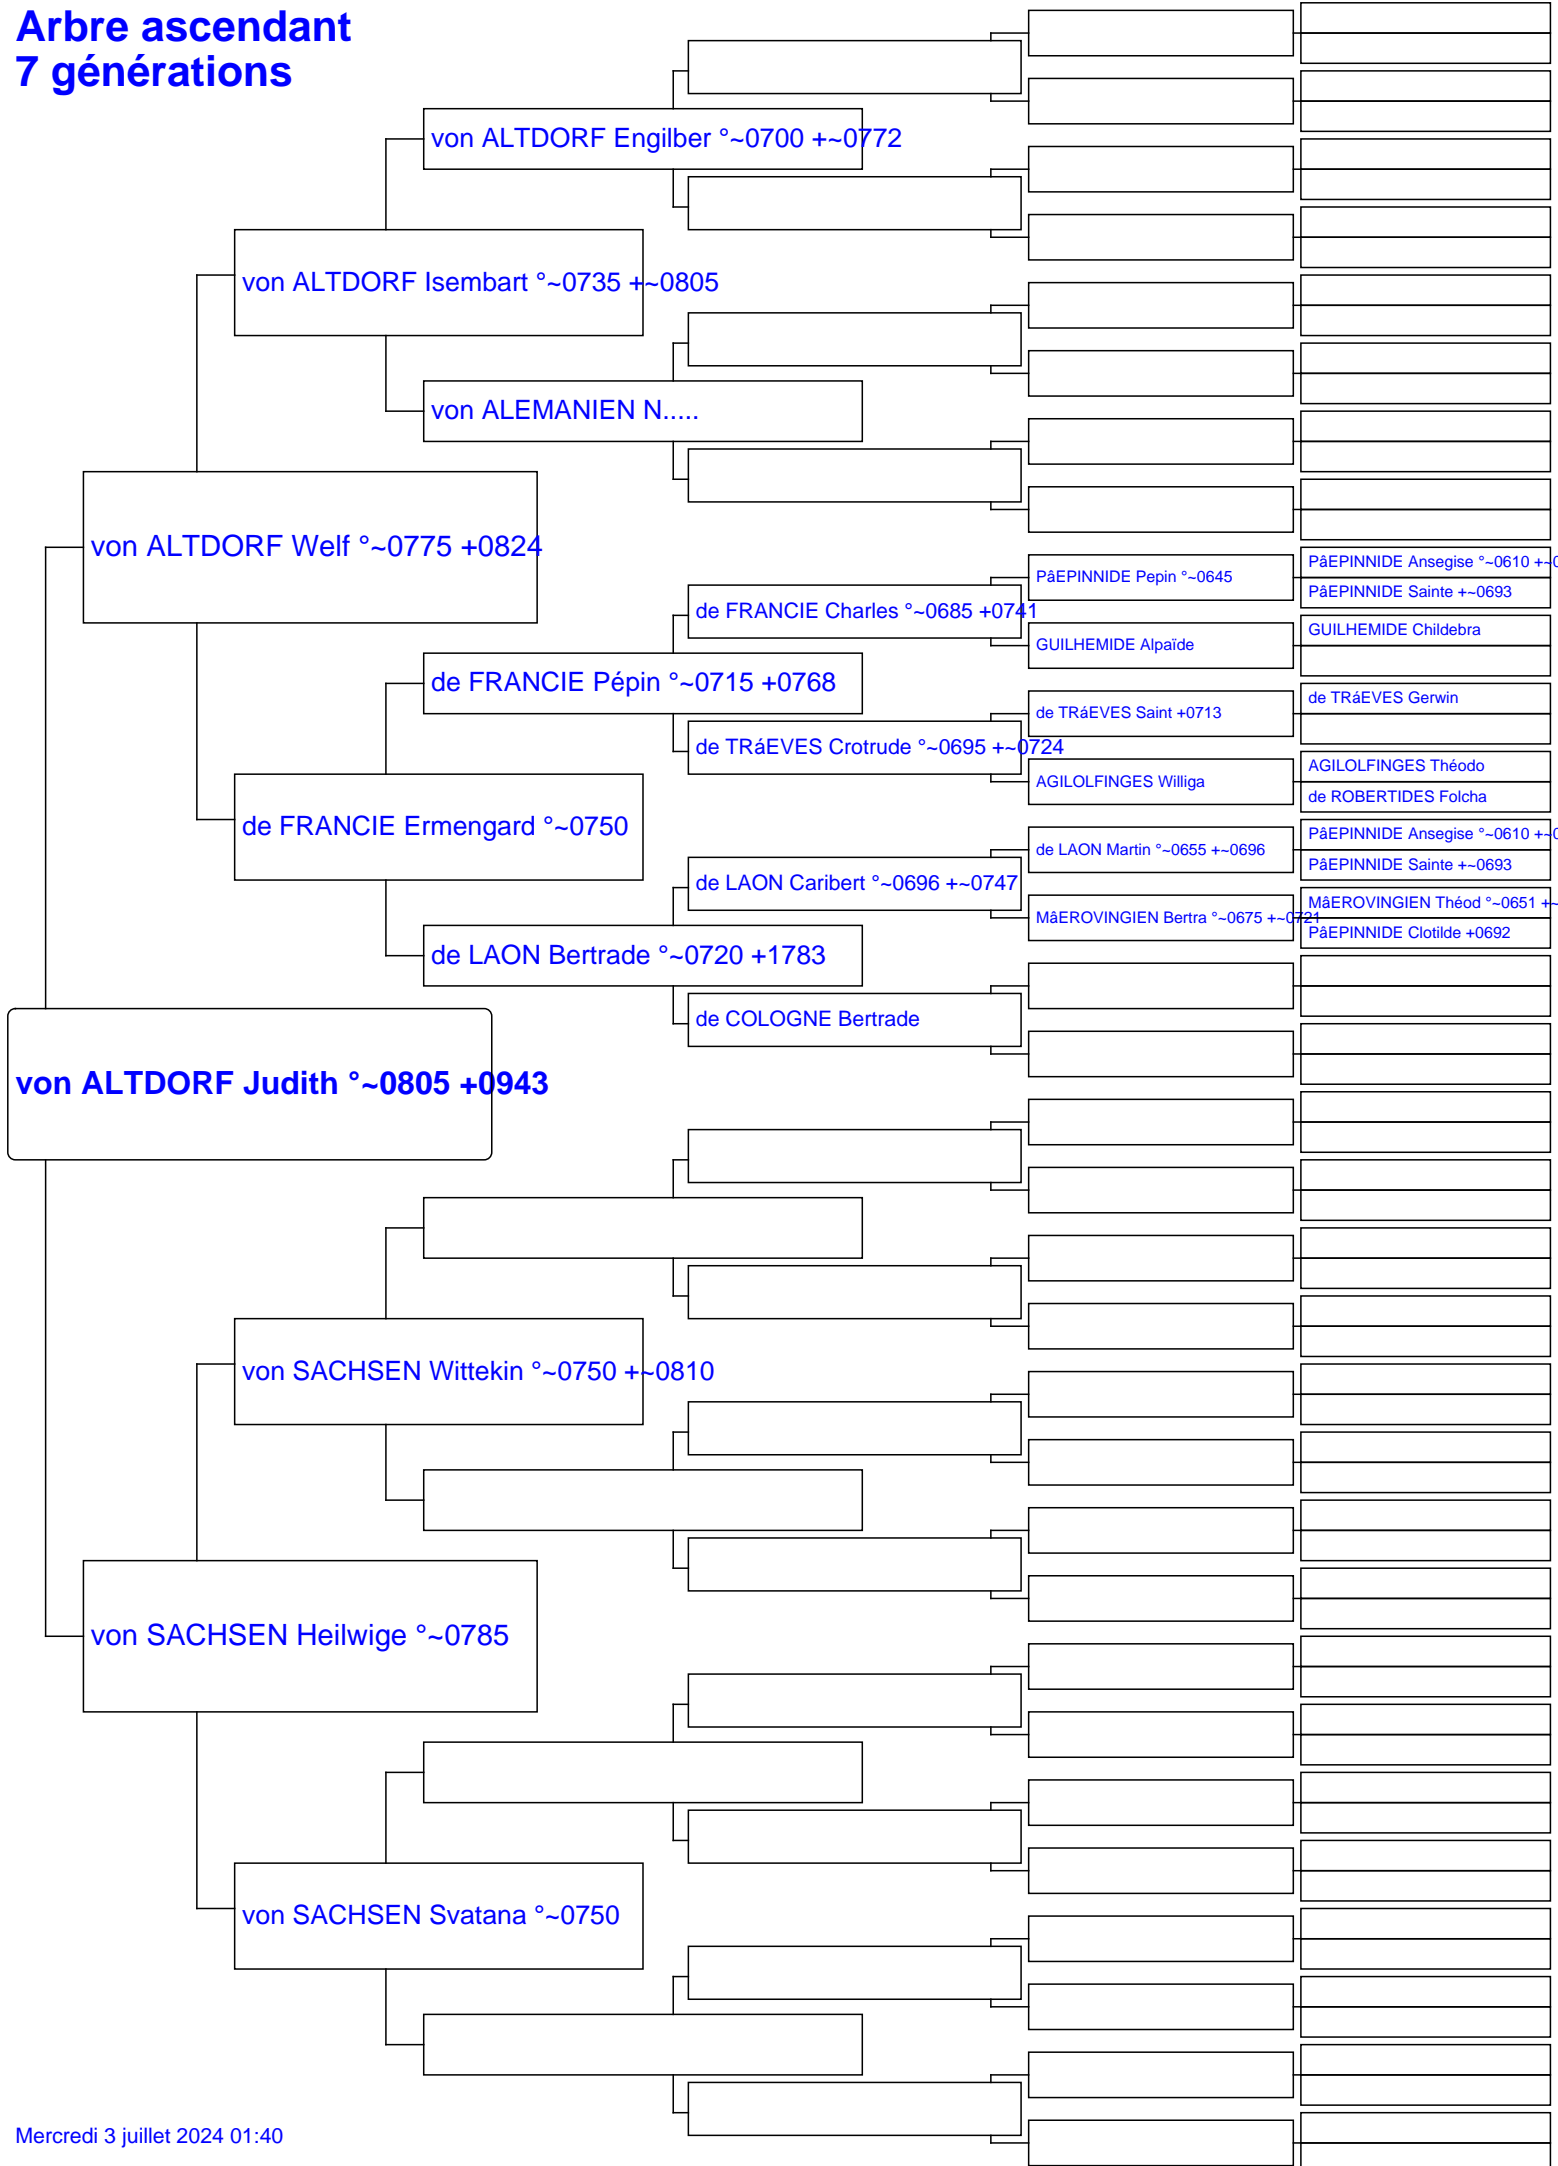 Arbre ascendant
7 générations
von ALTDORF Engilber °~0700 +~0772
von ALTDORF Isembart °~0735 +~0805
von ALEMANIEN N.....
von ALTDORF Welf °~0775 +0824
PâEPINNIDE Ansegise °~0610 +~0
PâEPINNIDE Pepin °~0645
PâEPINNIDE Sainte +~0693
de FRANCIE Charles °~0685 +0741
GUILHEMIDE Childebra
GUILHEMIDE Alpaïde
de FRANCIE Pépin °~0715 +0768
de TRáEVES Gerwin
de TRáEVES Saint +0713
de TRáEVES Crotrude °~0695 +~0724
AGILOLFINGES Théodo
AGILOLFINGES Williga
de ROBERTIDES Folcha
de FRANCIE Ermengard °~0750
PâEPINNIDE Ansegise °~0610 +~0
de LAON Martin °~0655 +~0696
PâEPINNIDE Sainte +~0693
de LAON Caribert °~0696 +~0747
MâEROVINGIEN Théod °~0651 +~
MâEROVINGIEN Bertra °~0675 +~0721
PâEPINNIDE Clotilde +0692
de LAON Bertrade °~0720 +1783
de COLOGNE Bertrade
von ALTDORF Judith °~0805 +0943
von SACHSEN Wittekin °~0750 +~0810
von SACHSEN Heilwige °~0785
von SACHSEN Svatana °~0750
Mercredi 3 juillet 2024 01:40